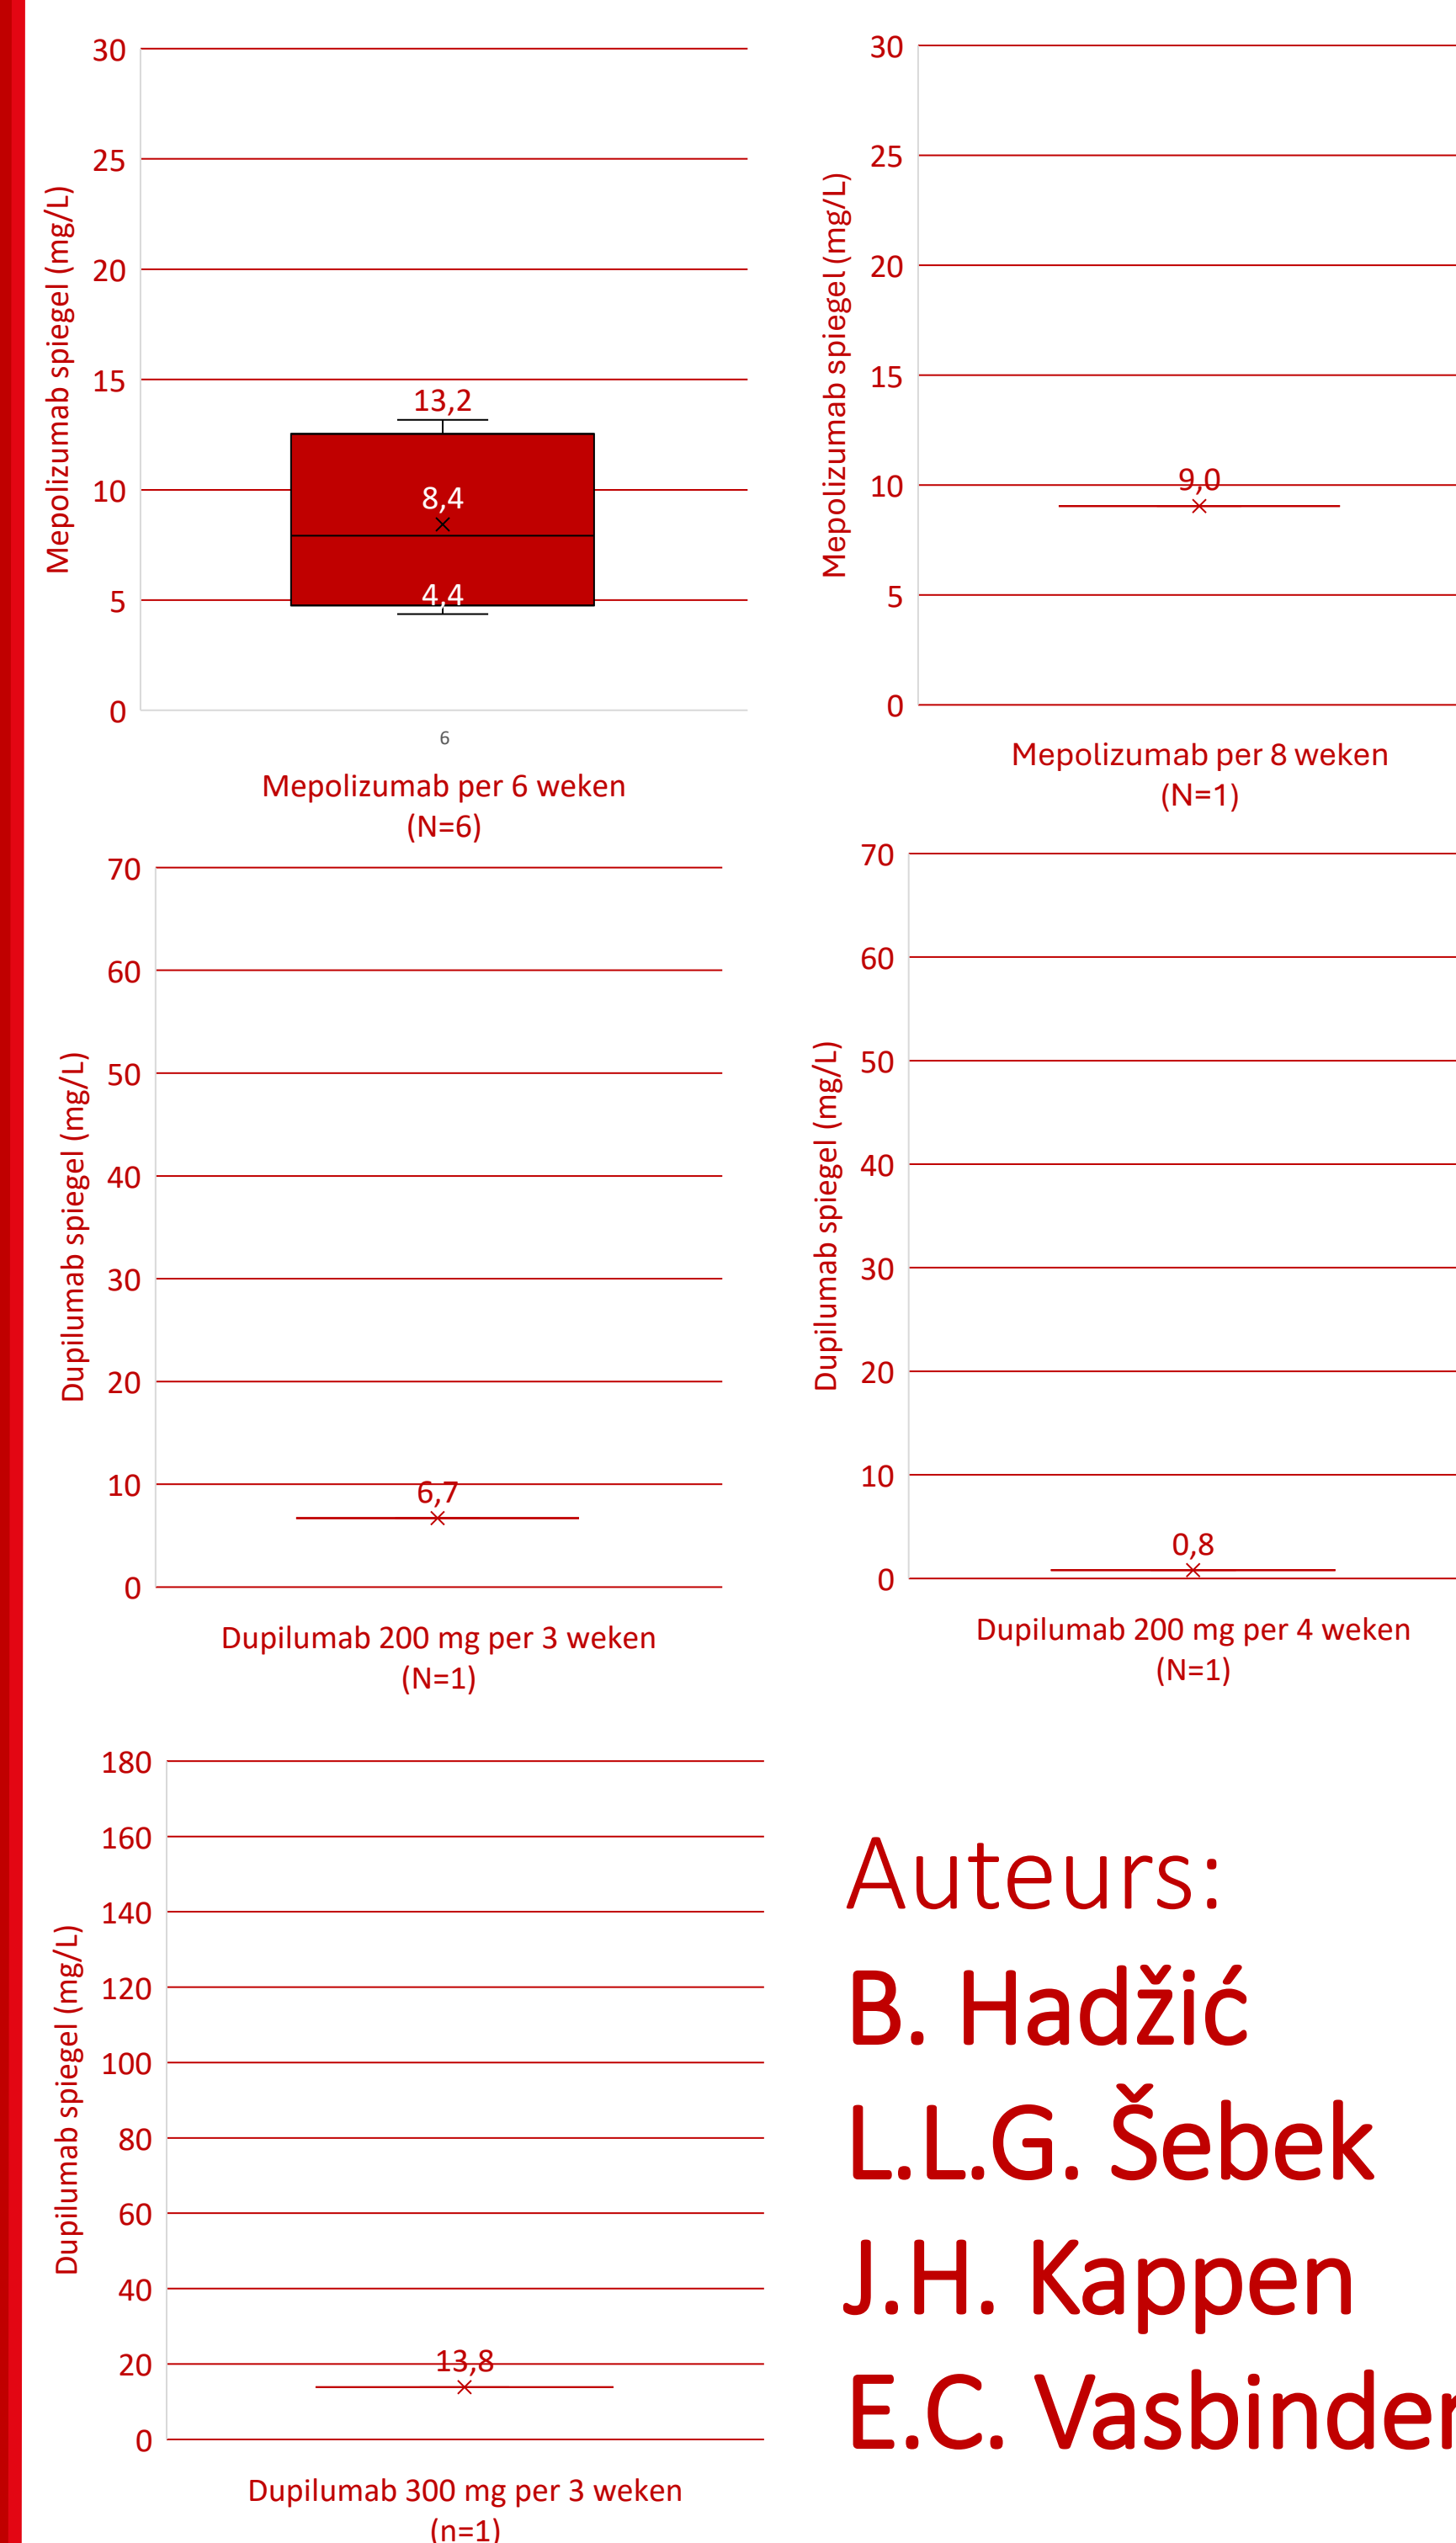 Mepolizumab spiegel (mg/L)
30
25
20
15
10
5
0
13,2
8,4
4,4
6
Mepolizumab per 6 weken
(N=6)
Mepolizumab spiegel (mg/L)
30
25
20
15
10
5
0
9,0
Mepolizumab per 8 weken
(N=1)
Dupilumab spiegel (mg/L)
70
60
50
40
30
20
10
0
6,7
Dupilumab 200 mg per 3 weken
(N=1)
Dupilumab spiegel (mg/L)
70
60
50
40
30
20
10
0
0,8
Dupilumab 200 mg per 4 weken
(N=1)
Dupilumab spiegel (mg/L)
180
160
140
120
100
80
60
40
20
0
13,8
Dupilumab 300 mg per 3 weken
(n=1)
Auteurs:
B. Hadžić
L.L.G. Šebek
J.H. Kappen
E.C. Vasbinder